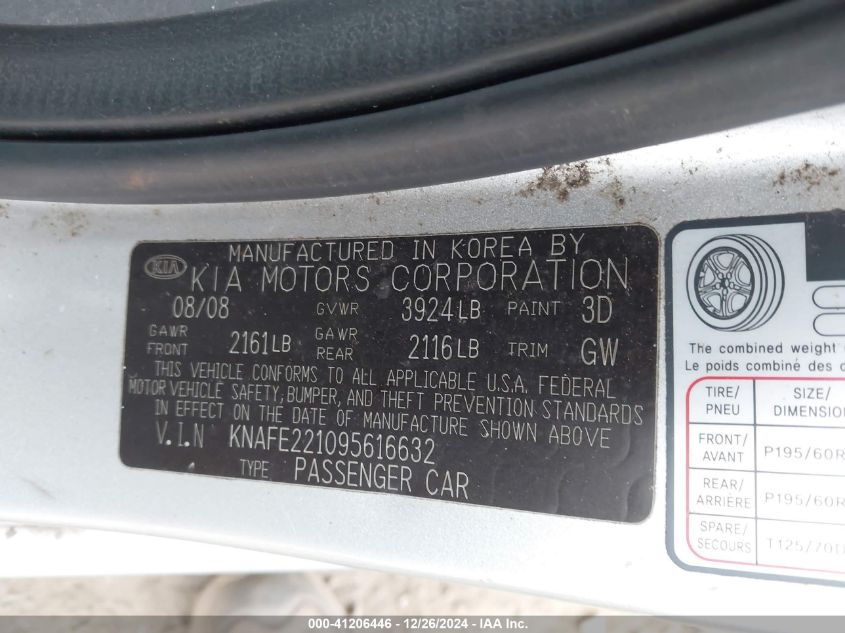 MANUFACTURED IN KOREA BY
KIA KIA MOTORS CORPORATION
08/08 GVWR 3924LB PAINT 3D
GAWR FRONT 2161LB GAWR REAR 2116LB TRIM GW
THIS VEHICLE CONFORMS TO ALL APPLICABLE U.S.A. FEDERAL
MOTOR VEHICLE SAFETY, BUMPER, AND THEFT PREVENTION STANDARDS
IN EFFECT ON THE DATE OF MANUFACTURE SHOWN ABOVE
V.I.N KNAFE221095616632
TYPE PASSENGER CAR
The combined weight
Le poids combiné des
TIRE/ SIZE/
PNEU DIMENSION
FRONT/
AVANT P195/60R
REAR/
ARRIÈRE P195/60R
SPARE/
SECOURS T125/70D
000-41206446 - 12/26/2024 - IAA Inc.